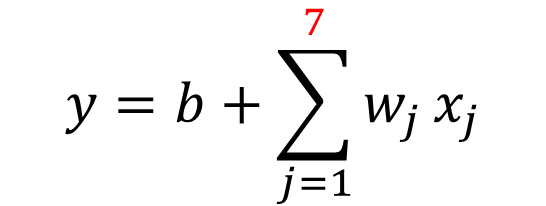 7
y = b + ∑ w_j x_j
j=1